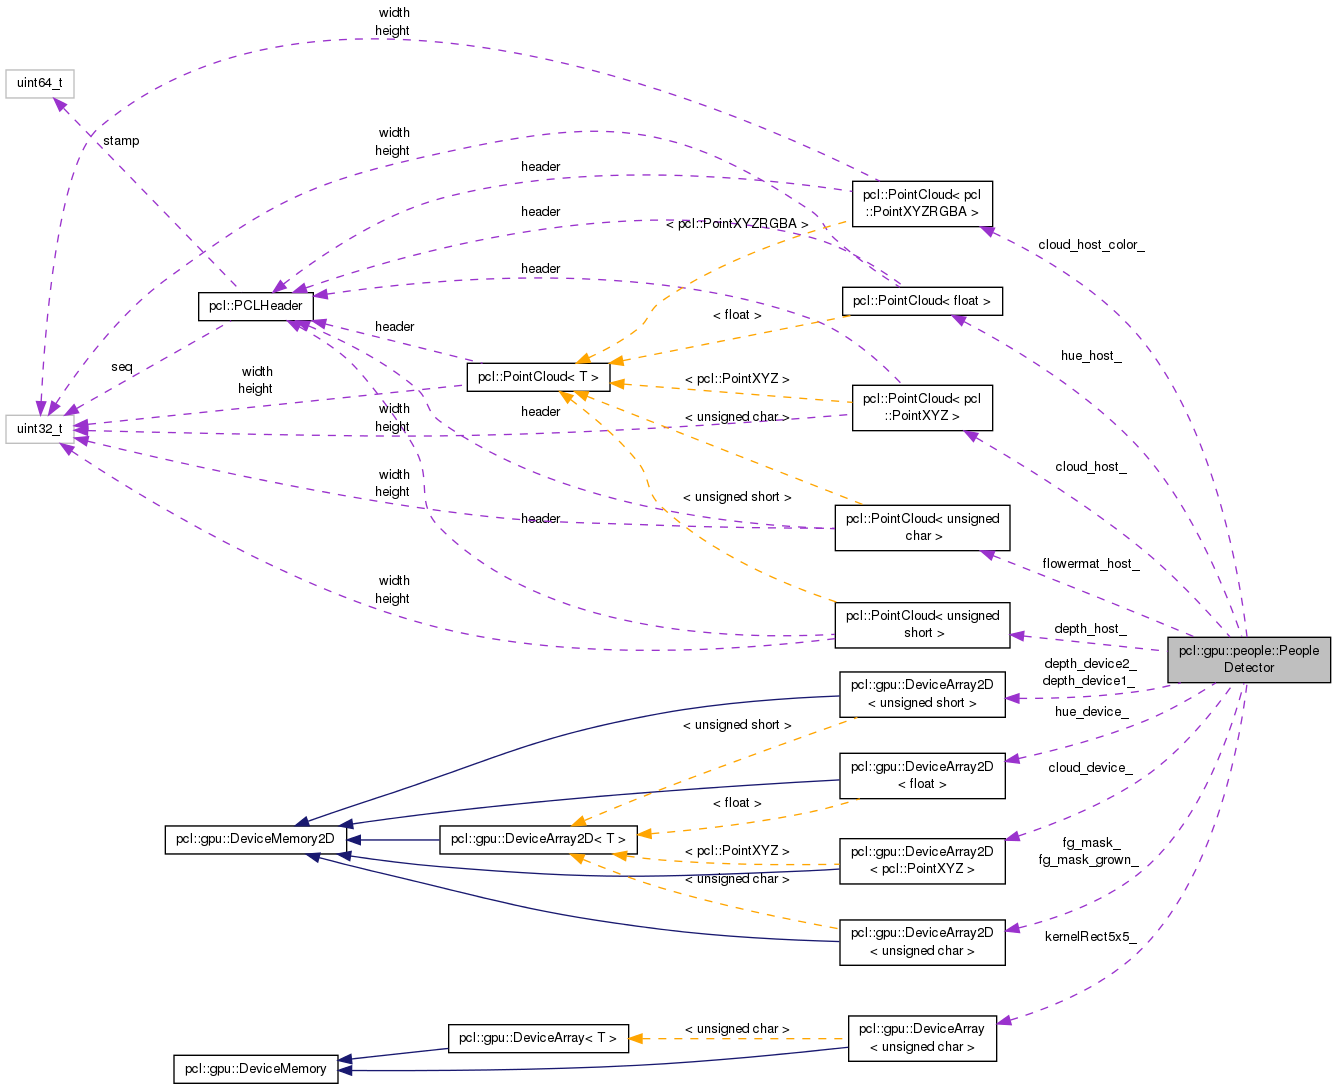 width
height
uint64_t
stamp
width
height
header
pcl::PointCloud< pcl
::PointXYZRGBA >
header
< pcl::PointXYZRGBA >
cloud_host_color_
header
pcl::PCLHeader
pcl::PointCloud< float >
header
< float >
hue_host_
seq
width
height
pcl::PointCloud< T >
< pcl::PointXYZ >
pcl::PointCloud< pcl
::PointXYZ >
uint32_t
width
height
header
< unsigned char >
cloud_host_
width
height
< unsigned short >
header
pcl::PointCloud< unsigned
char >
flowermat_host_
width
height
pcl::PointCloud< unsigned
short >
depth_host_
pcl::gpu::people::People
Detector
depth_device2_
depth_device1_
pcl::gpu::DeviceArray2D
< unsigned short >
hue_device_
< unsigned short >
pcl::gpu::DeviceArray2D
< float >
cloud_device_
< float >
pcl::gpu::DeviceMemory2D
pcl::gpu::DeviceArray2D< T >
< pcl::PointXYZ >
pcl::gpu::DeviceArray2D
< pcl::PointXYZ >
fg_mask_
fg_mask_grown_
< unsigned char >
pcl::gpu::DeviceArray2D
< unsigned char >
kernelRect5x5_
pcl::gpu::DeviceArray< T >
< unsigned char >
pcl::gpu::DeviceArray
< unsigned char >
pcl::gpu::DeviceMemory